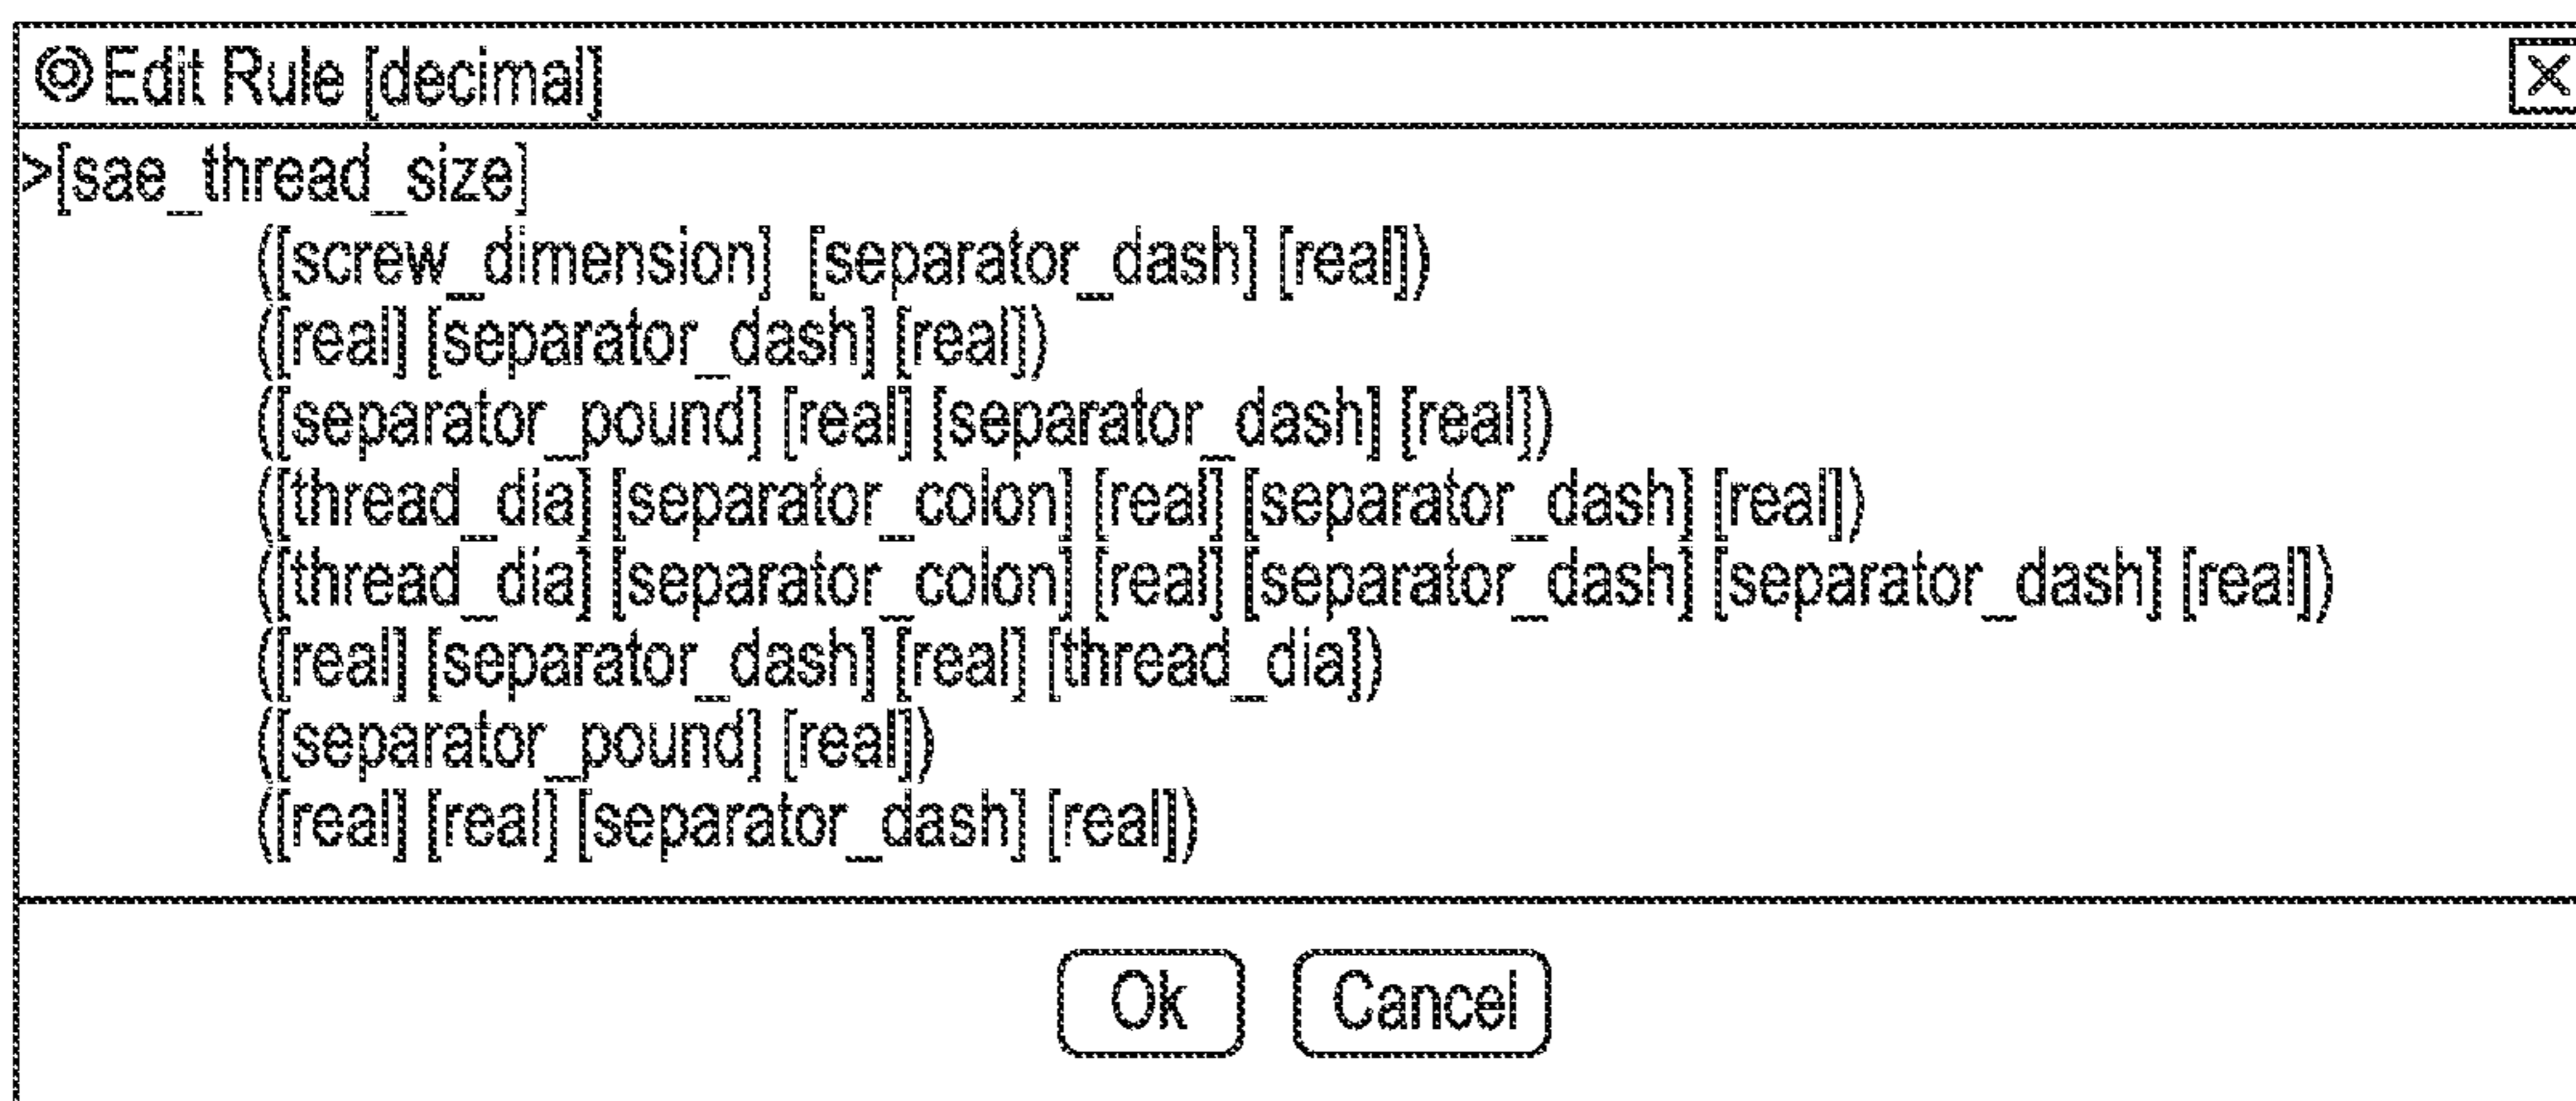 ◎Edit Rule [decimal]
>[sae_thread_size]
([screw_dimension] [separator_dash] [real])
([real] [separator_dash] [real])
([separator_pound] [real] [separator_dash] [real])
([thread_dia] [separator_colon] [real] [separator_dash] [real])
([thread_dia] [separator_colon] [real] [separator_dash] [separator_dash] [real])
([real] [separator_dash] [real] [thread_dia])
([separator_pound] [real])
([real] [real] [separator_dash] [real])
Ok Cancel